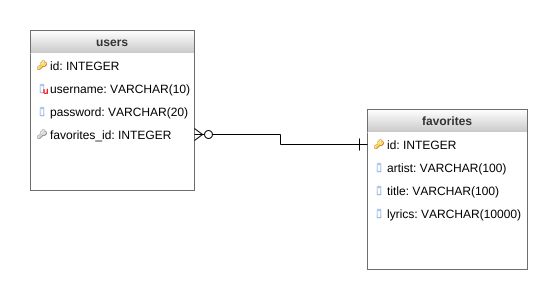 users
id: INTEGER
username: VARCHAR(10)
password: VARCHAR(20)
favorites_id: INTEGER
favorites
id: INTEGER
artist: VARCHAR(100)
title: VARCHAR(100)
lyrics: VARCHAR(10000)